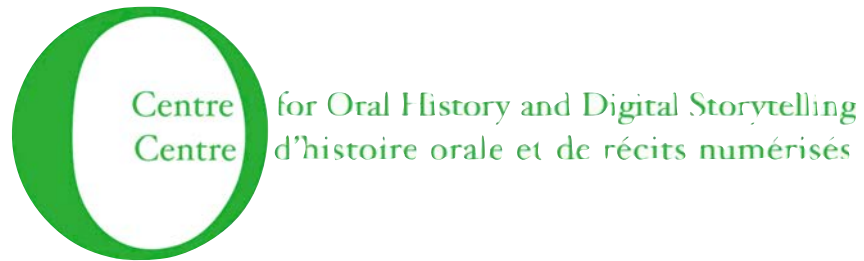 Centre for Oral History and Digital Storytelling
Centre d'histoire orale et de récits numérisés